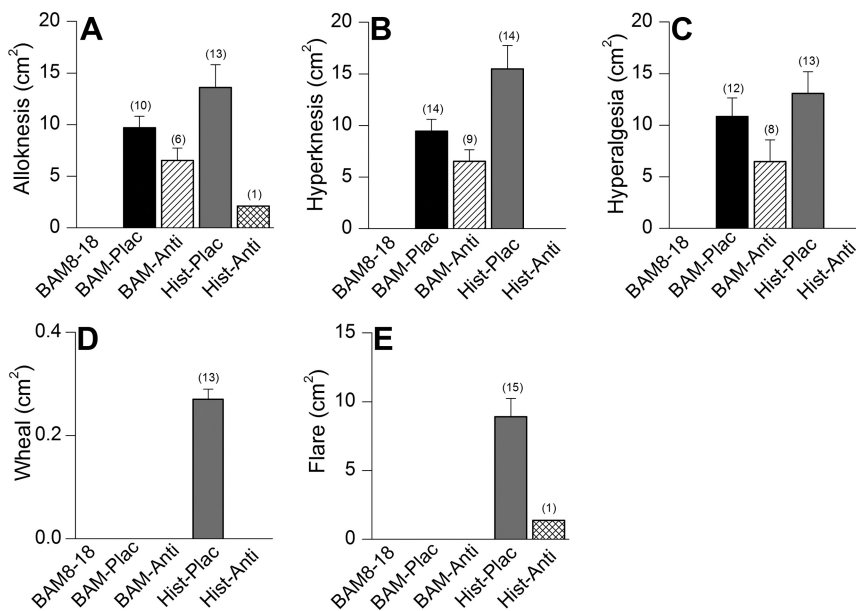 A
Alloknesis (cm²)
20
15
10
5
0
(10)
(6)
(13)
(1)
BAM8-18
BAM-Plac
BAM-Anti
Hist-Plac
Hist-Anti
B
Hyperknesis (cm²)
20
15
10
5
0
(14)
(9)
(14)
BAM8-18
BAM-Plac
BAM-Anti
Hist-Plac
Hist-Anti
C
Hyperalgesia (cm²)
20
15
10
5
0
(12)
(8)
(13)
BAM8-18
BAM-Plac
BAM-Anti
Hist-Plac
Hist-Anti
D
Wheal (cm²)
0.4
0.2
0.0
(13)
BAM8-18
BAM-Plac
BAM-Anti
Hist-Plac
Hist-Anti
E
Flare (cm²)
15
10
5
0
(15)
(1)
BAM8-18
BAM-Plac
BAM-Anti
Hist-Plac
Hist-Anti